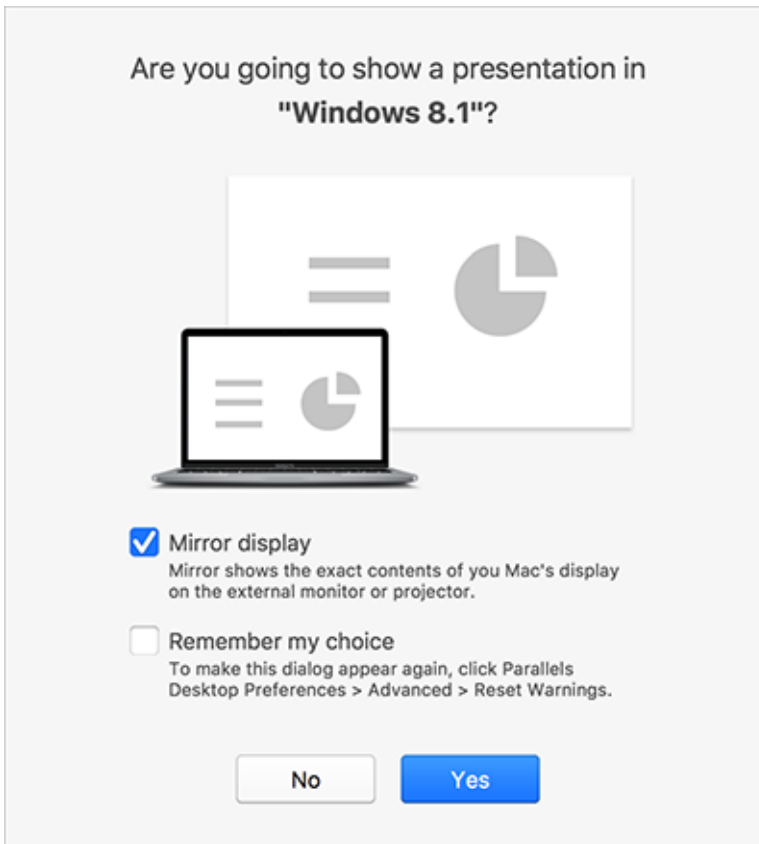 Are you going to show a presentation in
"Windows 8.1"?
Mirror display
Mirror shows the exact contents of you Mac's display
on the external monitor or projector.
Remember my choice
To make this dialog appear again, click Parallels
Desktop Preferences > Advanced > Reset Warnings.
No
Yes